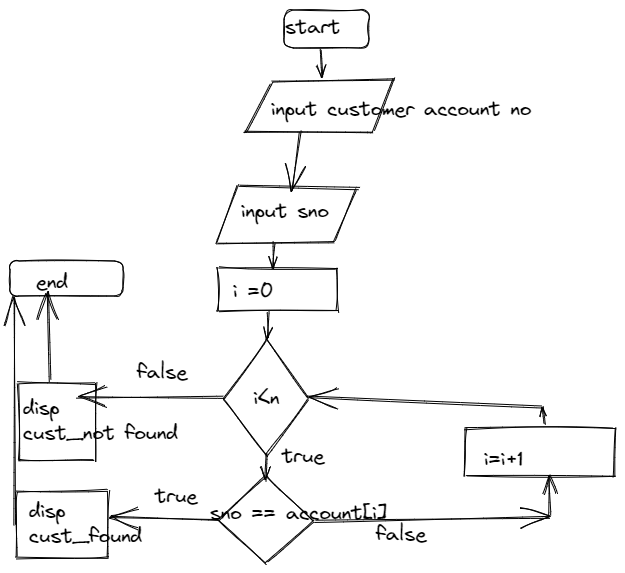 start
input customer account no
input sno
end
i =0
false
i<n
disp
cust_not found
true
i=i+1
true
sno == account[i]
disp
cust_found
false